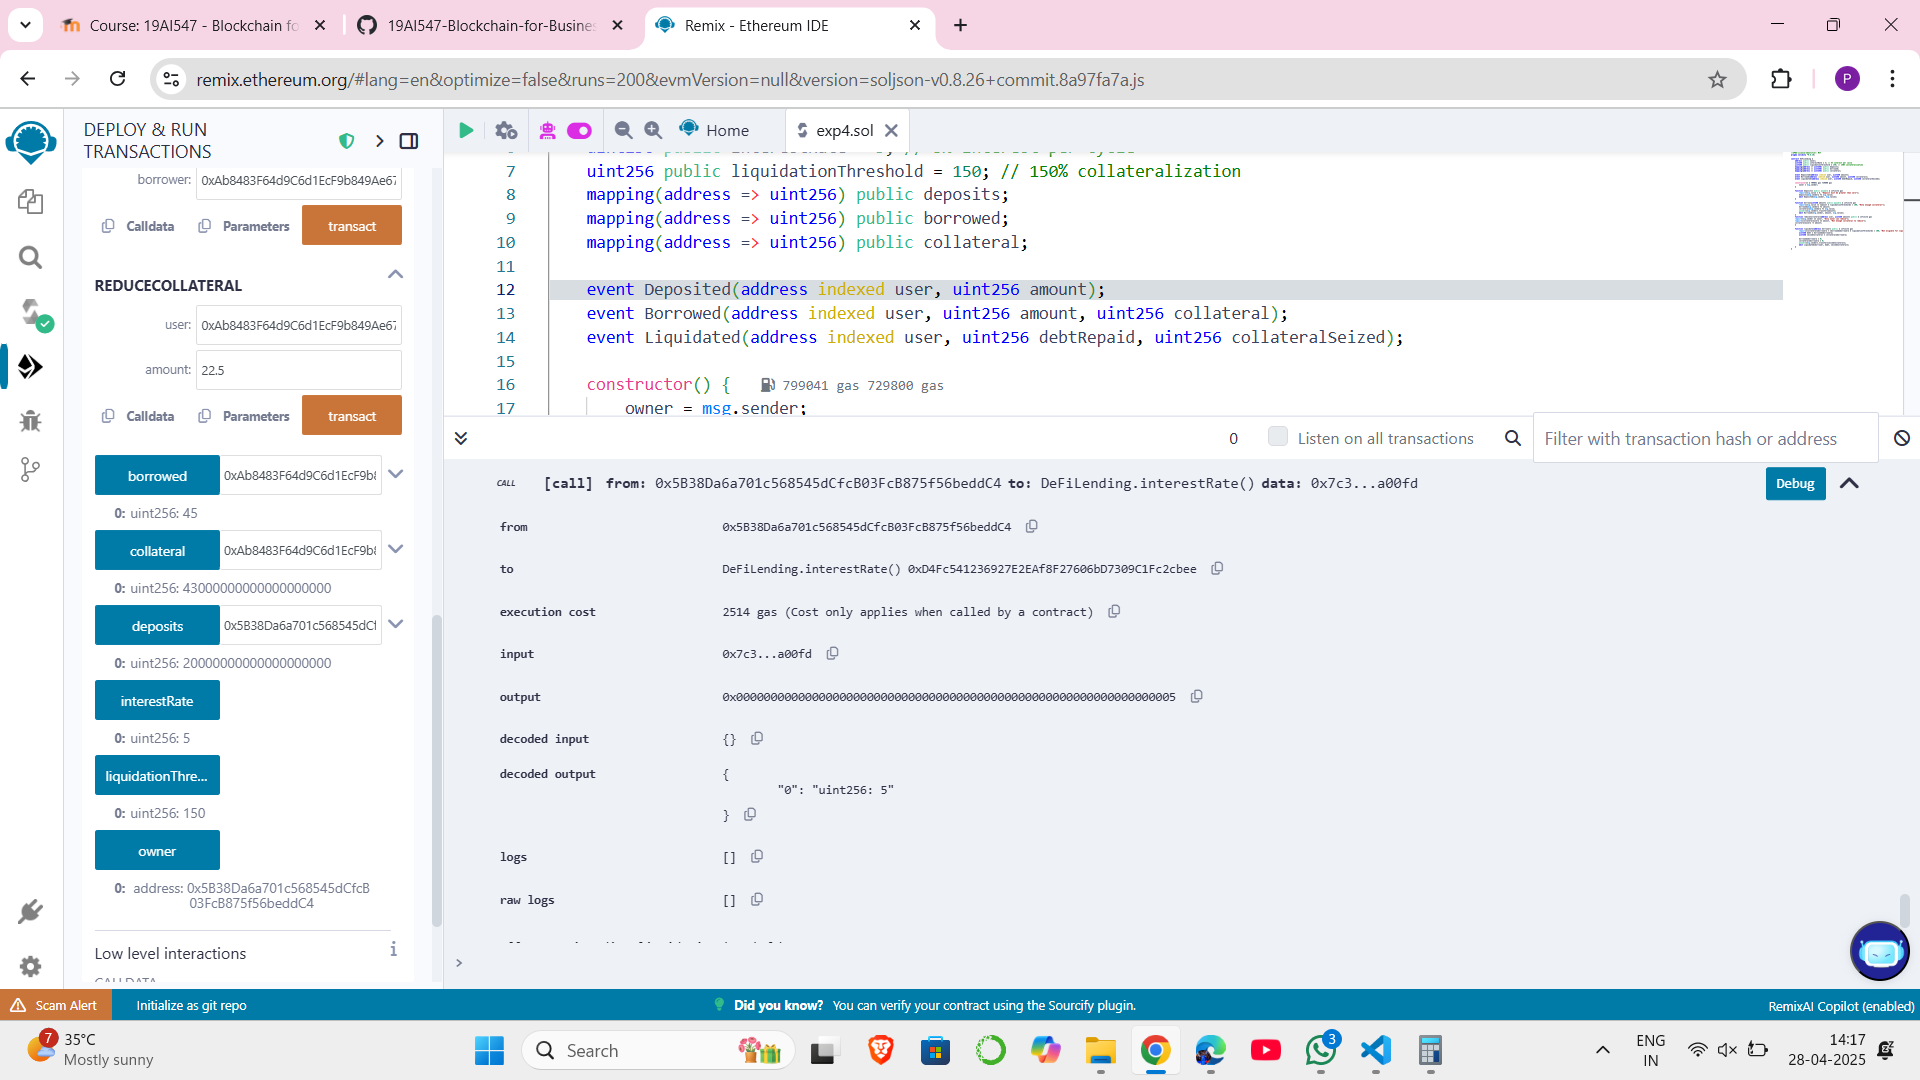 Course: 19AI547 - Blockchain fo
19AI547-Blockchain-for-Busines
Remix - Ethereum IDE
remix.ethereum.org/#lang=en&optimize=false&runs=200&evmVersion=null&version=soljson-v0.8.26+commit.8a97fa7a.js
P
DEPLOY & RUN
TRANSACTIONS
borrower: 0xAb8483F64d9C6d1EcF9b849Ae67
Calldata Parameters transact
REDUCECOLLATERAL
user: 0xAb8483F64d9C6d1EcF9b849Ae67
amount: 22.5
Calldata Parameters transact
borrowed 0xAb8483F64d9C6d1EcF9b8
0: uint256: 45
collateral 0xAb8483F64d9C6d1EcF9b8
0: uint256: 43000000000000000000
deposits 0x5B38Da6a701c568545dCf
0: uint256: 20000000000000000000
interestRate
0: uint256: 5
liquidationThre...
0: uint256: 150
owner
0: address: 0x5B38Da6a701c568545dCfcB
03FcB875f56beddC4
Low level interactions
CALLDATA
Home
exp4.sol
7 uint256 public liquidationThreshold = 150; // 150% collateralization
8 mapping(address => uint256) public deposits;
9 mapping(address => uint256) public borrowed;
10 mapping(address => uint256) public collateral;
11
12 event Deposited(address indexed user, uint256 amount);
13 event Borrowed(address indexed user, uint256 amount, uint256 collateral);
14 event Liquidated(address indexed user, uint256 debtRepaid, uint256 collateralSeized);
15
16 constructor() { 799041 gas 729800 gas
17 owner = msg.sender;
0 Listen on all transactions Filter with transaction hash or address
CALL [call] from: 0x5B38Da6a701c568545dCfcB03FcB875f56beddC4 to: DeFiLending.interestRate() data: 0x7c3...a00fd Debug
from 0x5B38Da6a701c568545dCfcB03FcB875f56beddC4
to DeFiLending.interestRate() 0xD4Fc541236927E2EAf8F27606bD7309C1Fc2cbee
execution cost 2514 gas (Cost only applies when called by a contract)
input 0x7c3...a00fd
output 0x0000000000000000000000000000000000000000000000000000000000000005
decoded input {}
decoded output {
"0": "uint256: 5"
}
logs []
raw logs []
>
Scam Alert Initialize as git repo Did you know? You can verify your contract using the Sourcify plugin. RemixAI Copilot (enabled)
7
35°C
Mostly sunny
Search
3
ENG
IN
14:17
28-04-2025